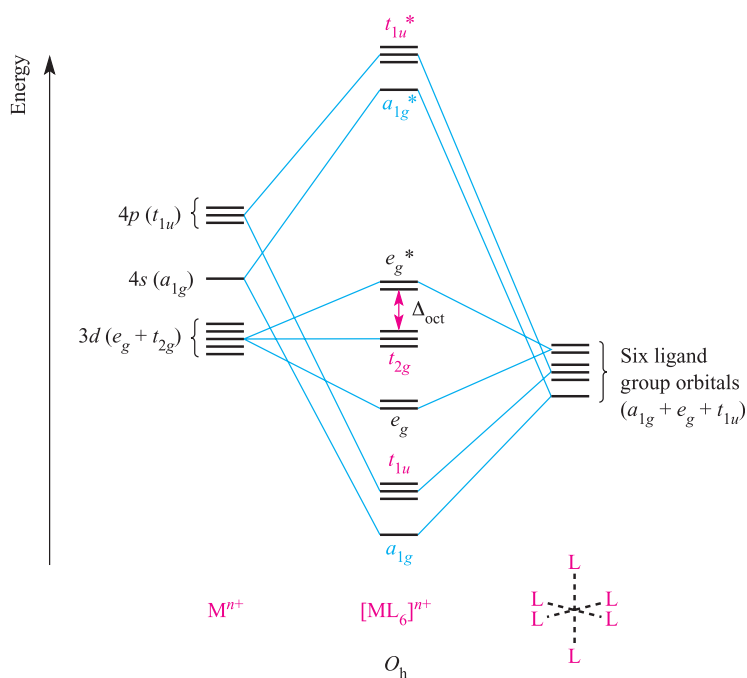 t₁ᵤ*
Energy
a₁g*
4p (t₁ᵤ)
4s (a₁g)
eg*
Δoct
3d (eg + t₂g)
t₂g
Six ligand
group orbitals
(a₁g + eg + t₁ᵤ)
eg
t₁ᵤ
a₁g
L
L L
L L
L
Mⁿ⁺
[ML₆]ⁿ⁺
Oₕ